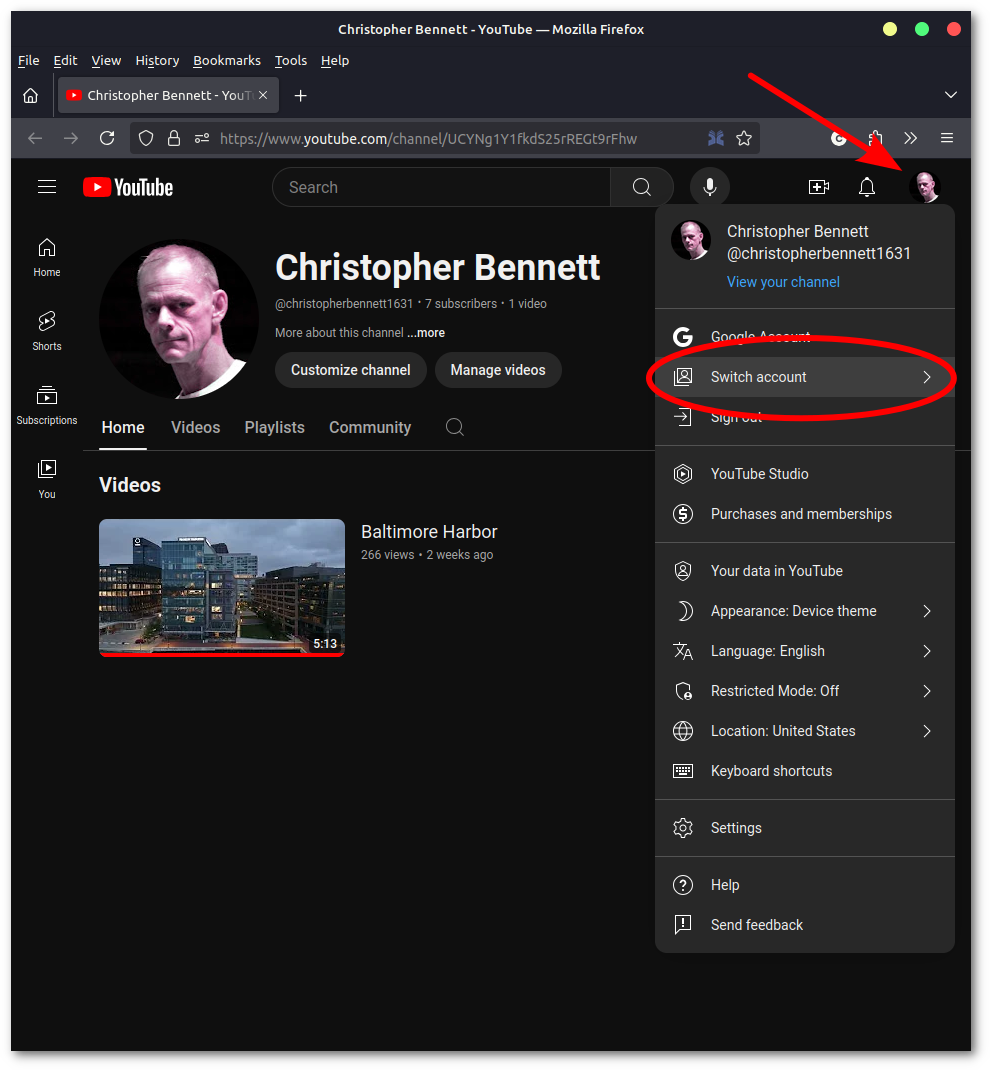 Christopher Bennett - YouTube — Mozilla Firefox
File Edit View History Bookmarks Tools Help
Christopher Bennett - YouT
https://www.youtube.com/channel/UCYNg1Y1fkdS25rREGt9rFhw
YouTube
Search
Home
Shorts
Subscriptions
You
Christopher Bennett
@christopherbennett1631 · 7 subscribers · 1 video
More about this channel ...more
Customize channel
Manage videos
Home Videos Playlists Community
Videos
5:13
Baltimore Harbor
266 views • 2 weeks ago
Christopher Bennett
@christopherbennett1631
View your channel
Google Account
Switch account
Sign out
YouTube Studio
Purchases and memberships
Your data in YouTube
Appearance: Device theme
Language: English
Restricted Mode: Off
Location: United States
Keyboard shortcuts
Settings
Help
Send feedback